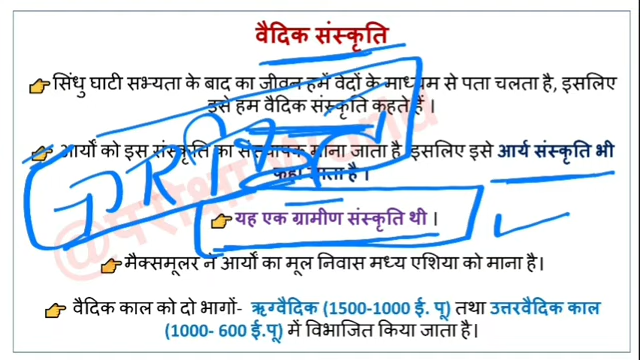 वैदिक संस्कृति
👉 सिंधु घाटी सभ्यता के बाद का जीवन हमें वेदों के माध्यम से पता चलता है, इसलिए
इसे हम वैदिक संस्कृति कहते हैं ।
👉 आर्यों को इस संस्कृति का संस्थापक माना जाता है, इसलिए इसे आर्य संस्कृति भी
कहा जाता है ।
👉 यह एक ग्रामीण संस्कृति थी ।
👉 मैक्समूलर ने आर्यों का मूल निवास मध्य एशिया को माना है।
👉 वैदिक काल को दो भागों- ऋग्वैदिक (1500-1000 ई. पू) तथा उत्तरवैदिक काल
(1000- 600 ई.पू) में विभाजित किया जाता है।